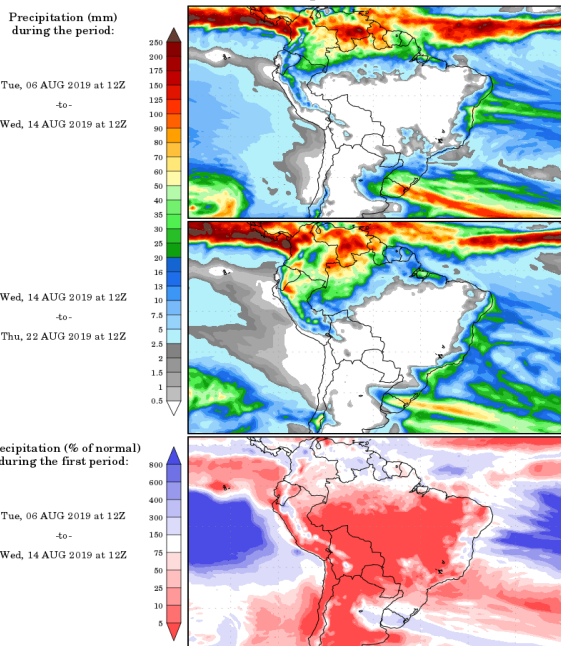 Precipitation (mm)
during the period:
250
200
175
150
125
100
90
80
70
60
50
40
35
30
25
20
16
13
10
7.5
5
2.5
2
1.5
1
0.5
Tue, 06 AUG 2019 at 12Z
-to-
Wed, 14 AUG 2019 at 12Z
Wed, 14 AUG 2019 at 12Z
-to-
Thu, 22 AUG 2019 at 12Z
ecipitation (% of normal)
during the first period:
800
600
400
300
150
75
50
25
10
5
Tue, 06 AUG 2019 at 12Z
-to-
Wed, 14 AUG 2019 at 12Z